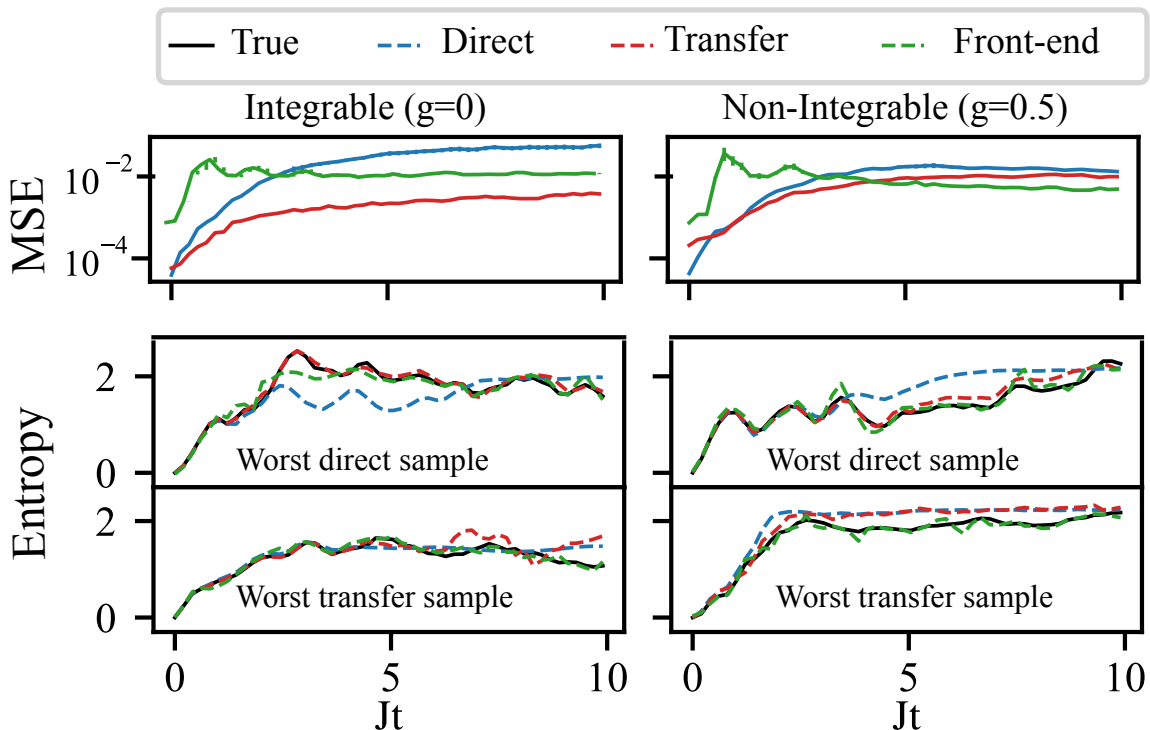 True Direct Transfer Front-end
Integrable (g=0) Non-Integrable (g=0.5)
MSE
10⁻²
10⁻⁴
Entropy
2
0
Worst direct sample Worst direct sample
2
0
Worst transfer sample Worst transfer sample
0 5 10 0 5 10
Jt Jt